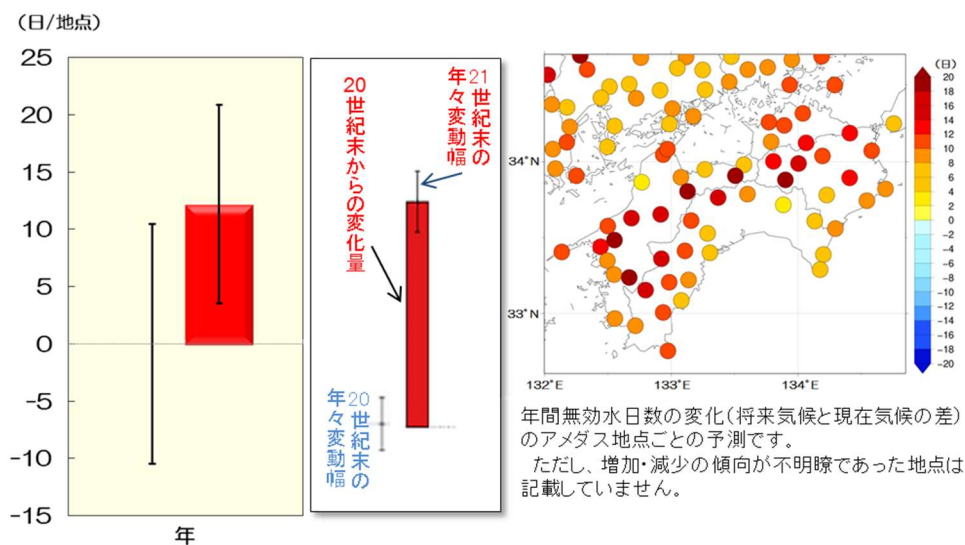 (日/地点)
25
20
15
10
5
0
-5
-10
-15
年
20世紀末からの変化量
21世紀末の
年々変動幅
20世紀末の
年々変動幅
34°N
33°N
132°E
133°E
134°E
(日)
20
18
16
14
12
10
8
6
4
2
0
-2
-4
-6
-8
-10
-12
-14
-16
-18
-20
年間無効水日数の変化(将来気候と現在気候の差)
のアメダス地点ごとの予測です。
ただし、増加・減少の傾向が不明瞭であった地点は
記載していません。